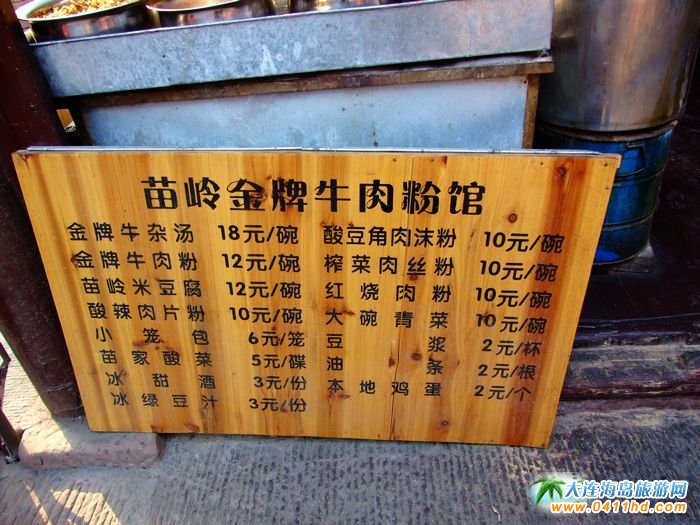 苗岭金牌牛肉粉馆
金牌牛杂汤 18元/碗
金牌牛肉粉 12元/碗
苗岭米豆腐 12元/碗
酸辣肉片粉 10元/碗
小笼包 6元/笼
苗家酸菜 5元/碟
冰甜酒 3元/份
冰绿豆汁 3元/份
酸豆角肉沫粉 10元/碗
榨菜肉丝粉 10元/碗
红烧肉粉 10元/碗
大碗青菜 10元/碗
豆浆 2元/杯
油条 2元/根
本地鸡蛋 2元/个
大连海岛旅游网
www.0411hd.com